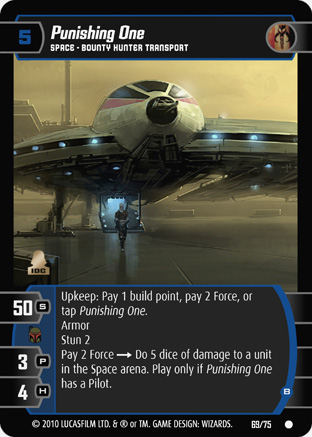 5
Punishing One
SPACE - BOUNTY HUNTER TRANSPORT
IDC
50 S
3 P
4 H
Upkeep: Pay 1 build point, pay 2 Force, or
tap Punishing One.
Armor
Stun 2
Pay 2 Force → Do 5 dice of damage to a unit
in the Space arena. Play only if Punishing One
has a Pilot.
B
© 2010 LUCASFILM LTD. & ® or TM. GAME DESIGN: WIZARDS. 69/75